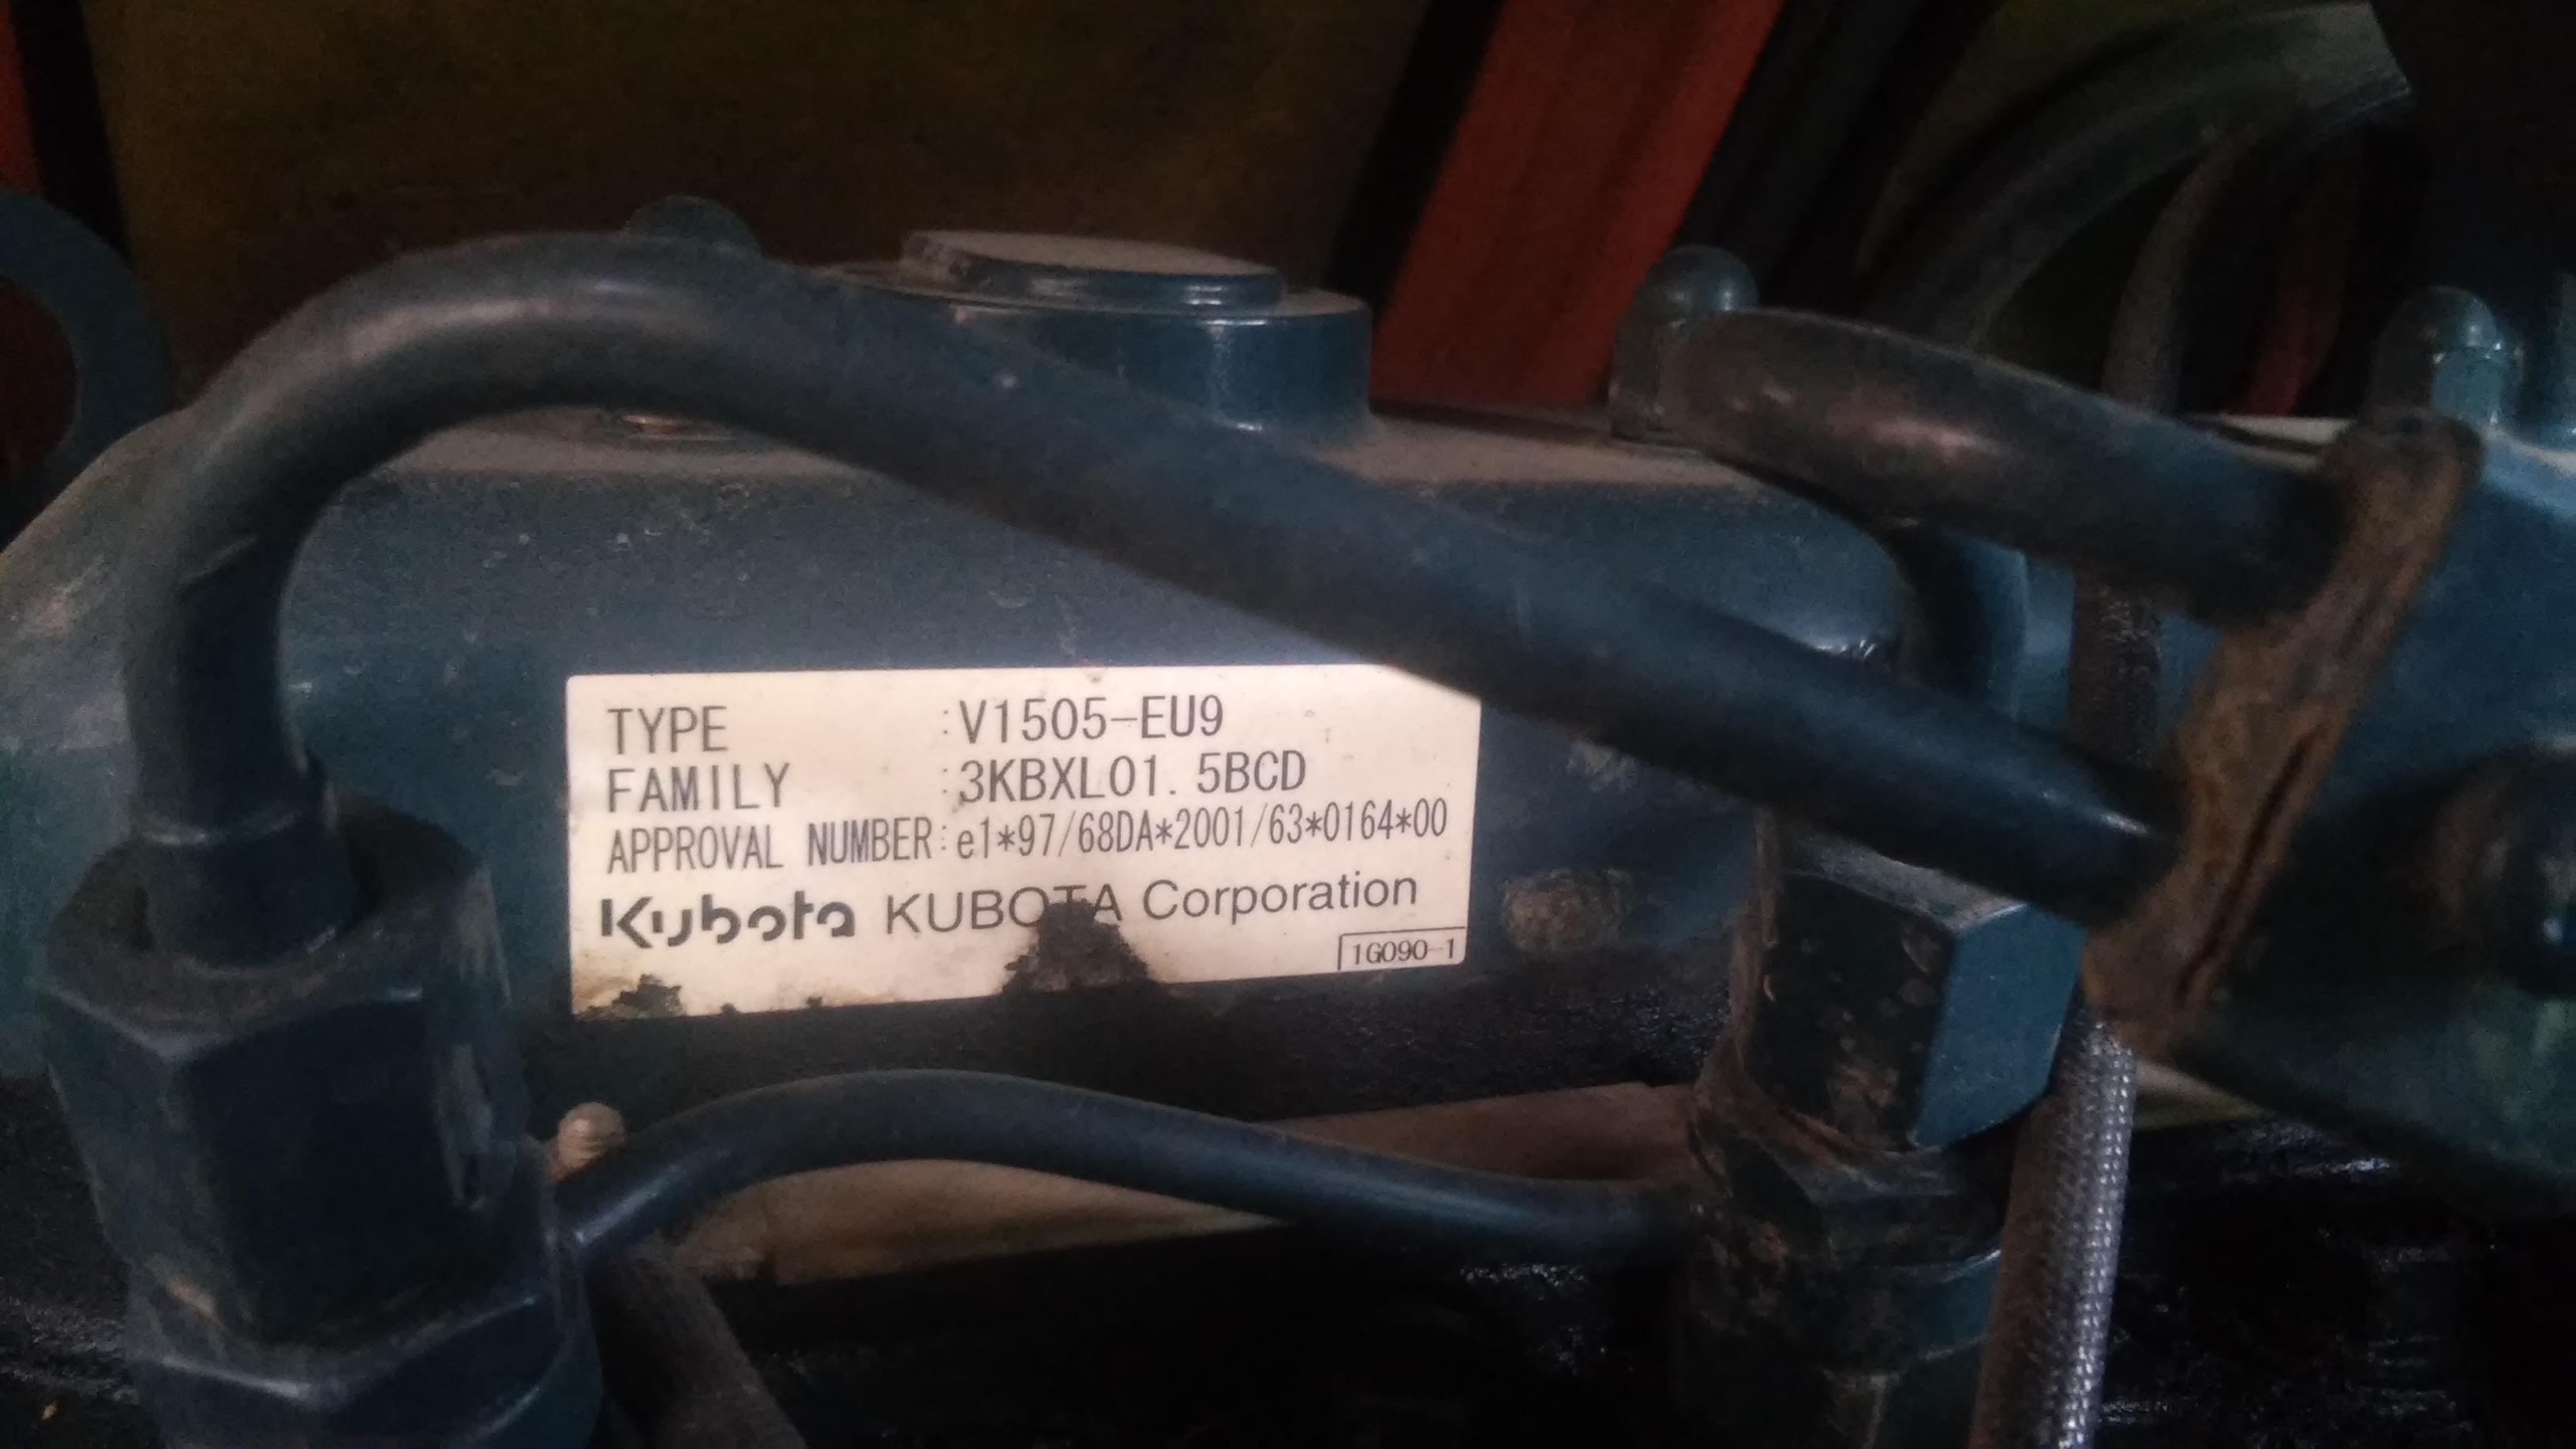 TYPE :V1505-EU9
FAMILY :3KBXL01.5BCD
APPROVAL NUMBER:e1*97/68DA*2001/63*0164*00
Kubota KUBOTA Corporation
1G090-1